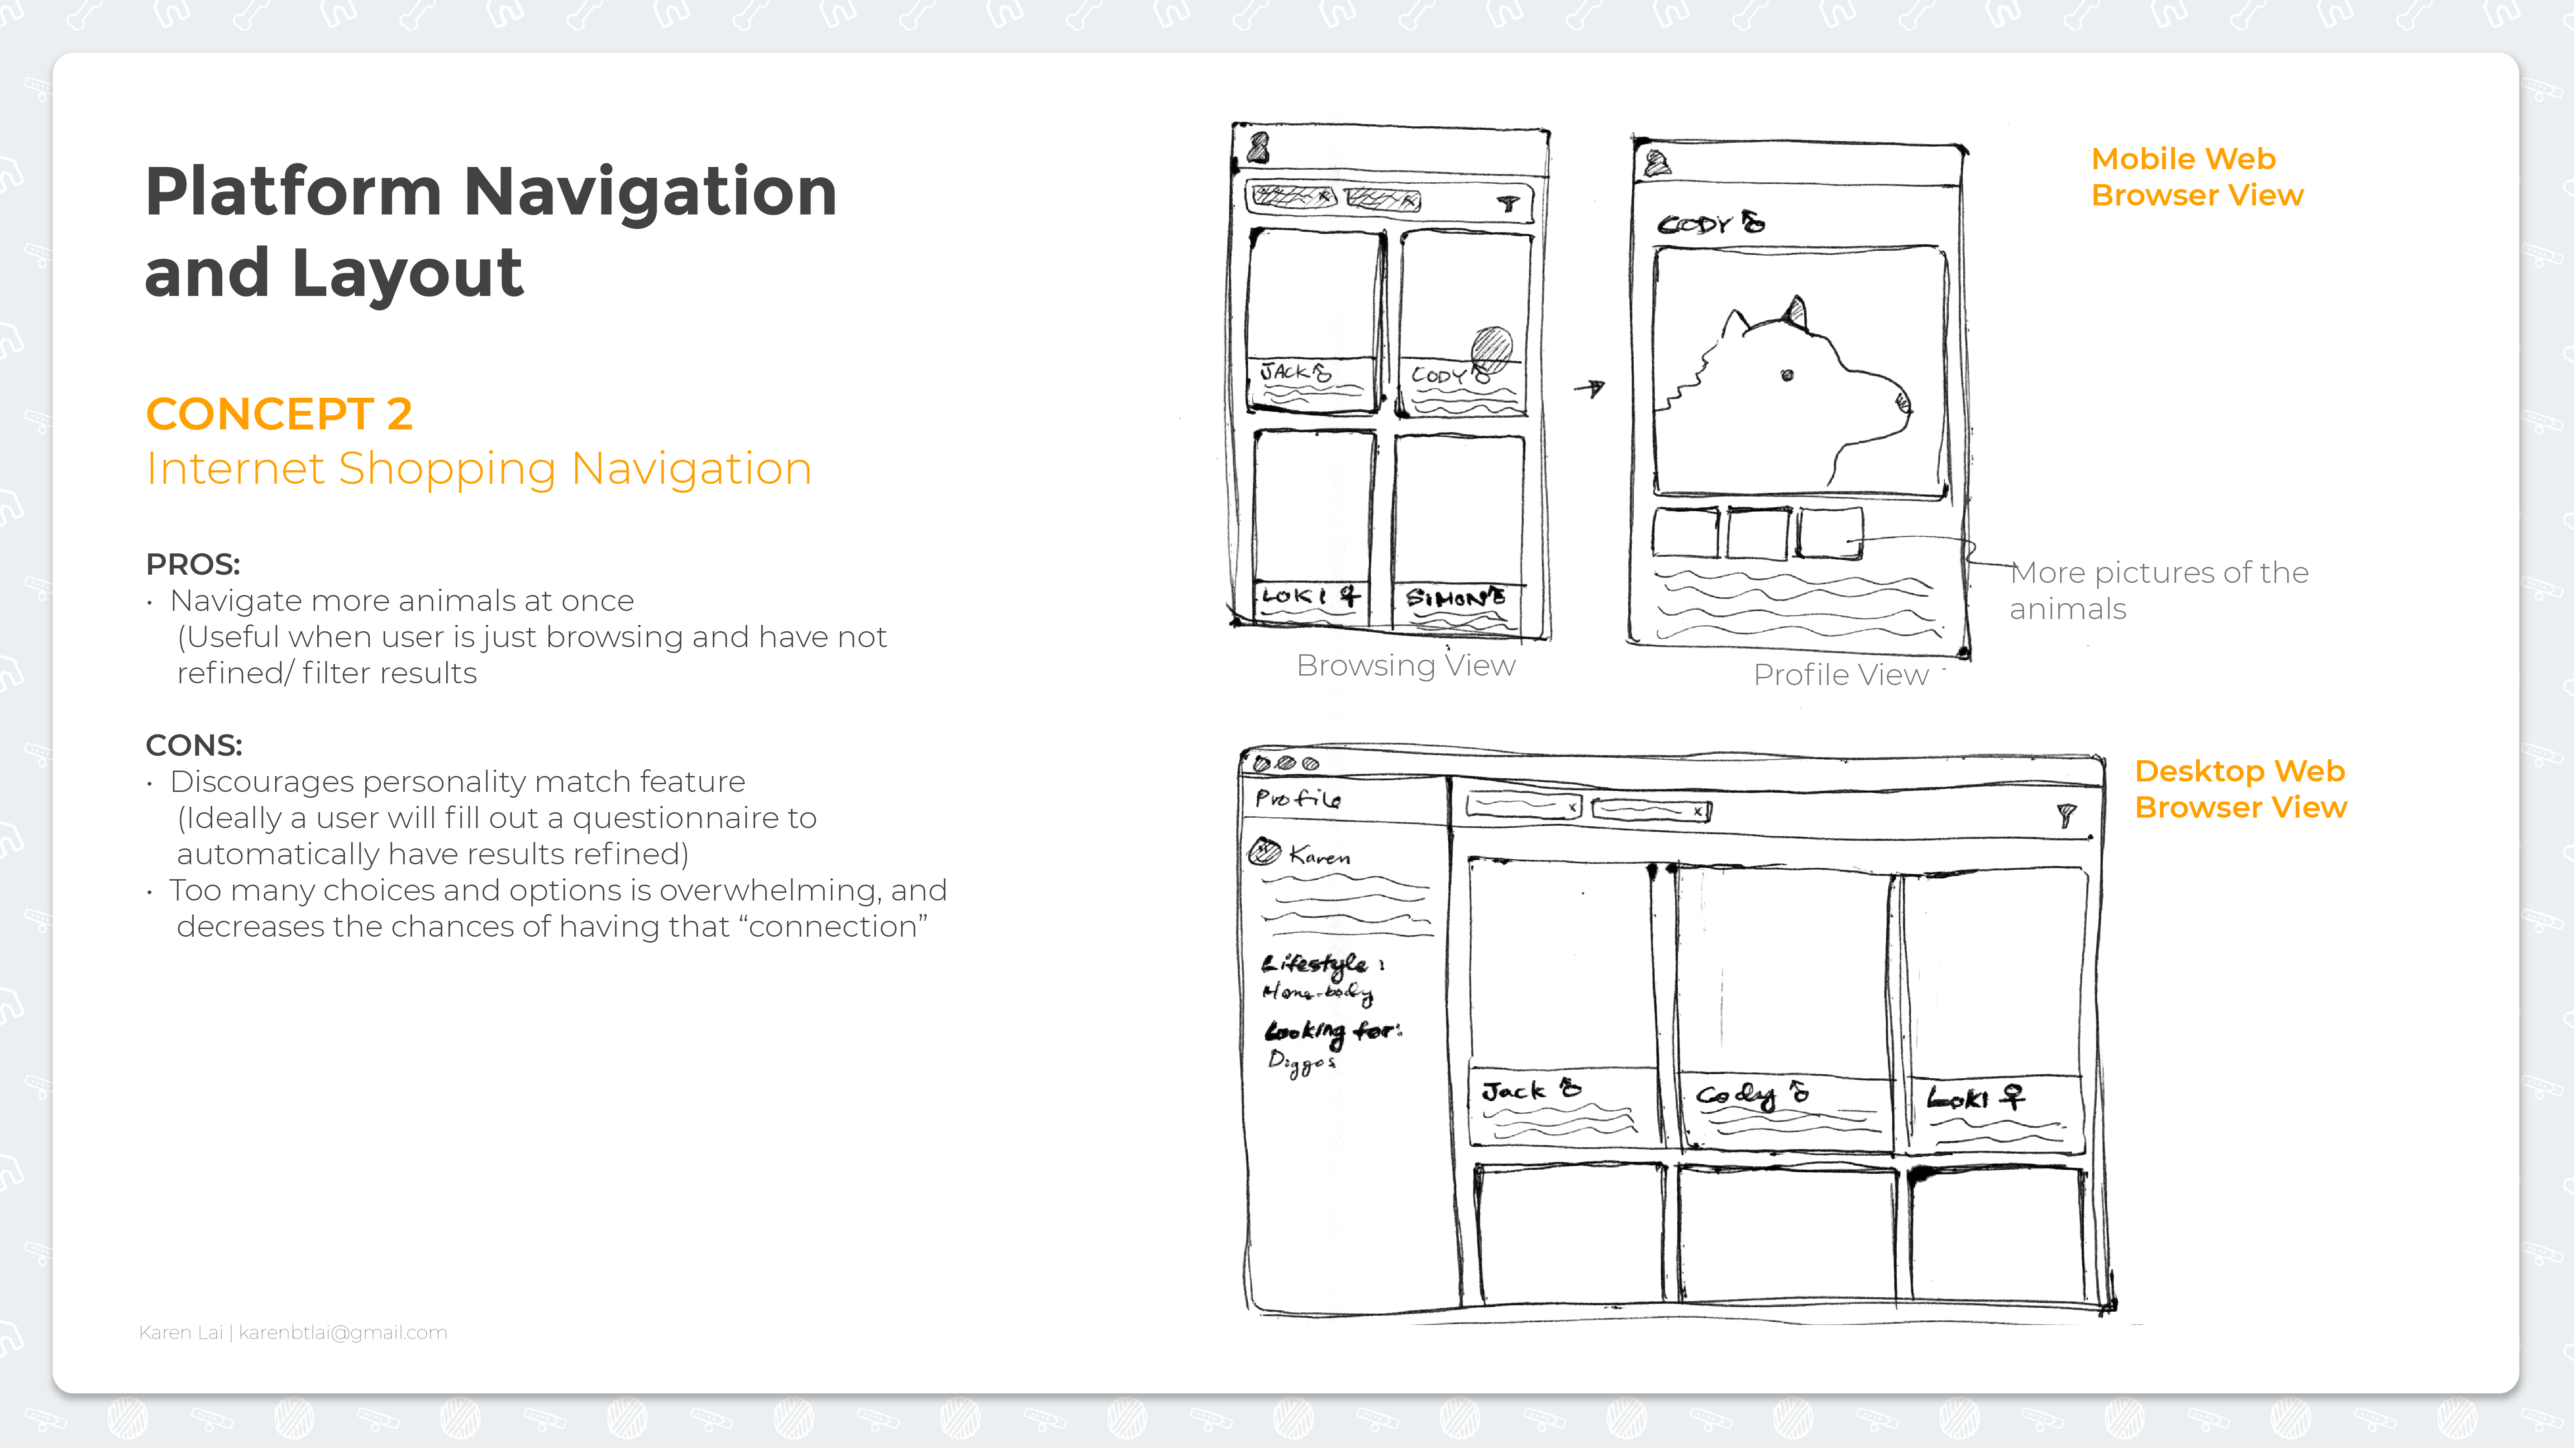 Platform Navigation
and Layout
CONCEPT 2
Internet Shopping Navigation
PROS:
• Navigate more animals at once
(Useful when user is just browsing and have not
refined/ filter results
CONS:
• Discourages personality match feature
(Ideally a user will fill out a questionnaire to
automatically have results refined)
• Too many choices and options is overwhelming, and
decreases the chances of having that “connection”
Karen Lai | karenbtlai@gmail.com
Mobile Web
Browser View
JACK ♂
CODY ♂
LOKI ♀
SIMON ♂
Browsing View
CODY ♂
More pictures of the
animals
Profile View
Desktop Web
Browser View
Profile
x
x
Karen
Lifestyle :
Home-body
Looking for:
Diggos
Jack ♂
Cody ♂
Loki ♀